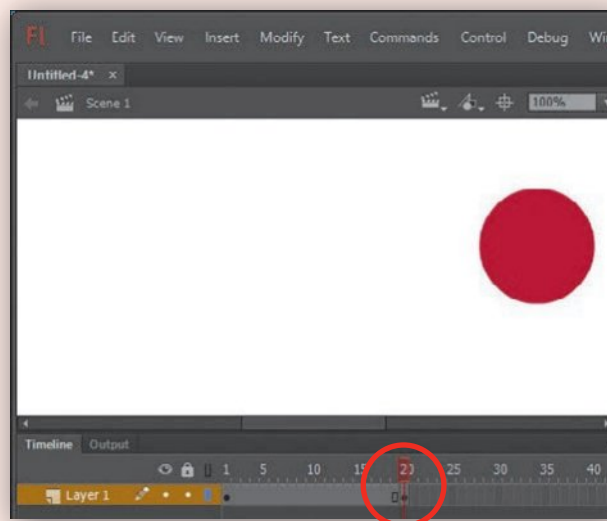 Fl File Edit View Insert Modify Text Commands Control Debug Wi
Untitled-4* ×
Scene 1 100%
Timeline Output
1 5 10 15 20 25 30 35 40
Layer 1